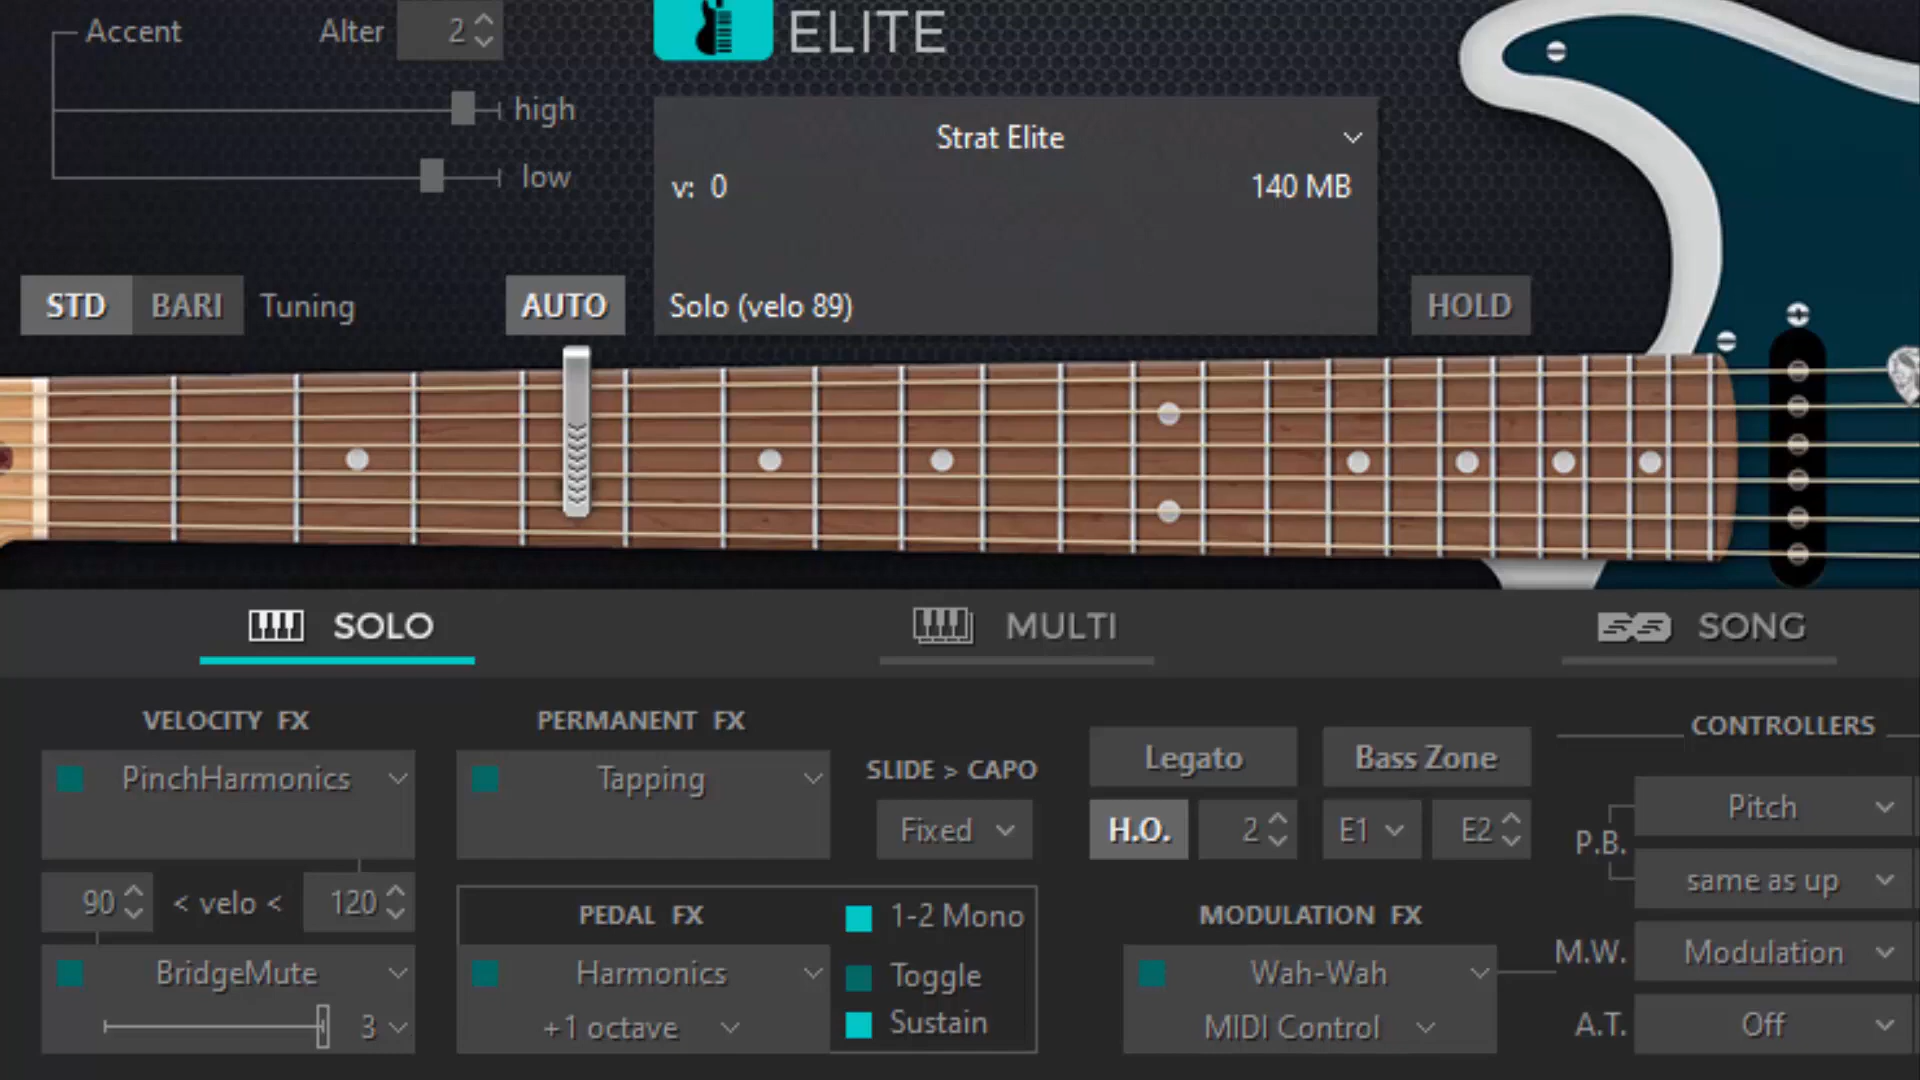 Accent
Alter 2
high
low
ELITE
Strat Elite
v: 0
140 MB
STD BARI Tuning
AUTO
Solo (velo 89)
HOLD
SOLO
MULTI
SONG
VELOCITY FX
PERMANENT FX
CONTROLLERS
PinchHarmonics
Tapping
SLIDE > CAPO
Fixed
Legato
Bass Zone
H.O. 2
E1 E2
P.B.
Pitch
same as up
90 < velo < 120
PEDAL FX
1-2 Mono
MODULATION FX
BridgeMute
3
Harmonics
+1 octave
Toggle
Sustain
Wah-Wah
MIDI Control
M.W. Modulation
A.T. Off